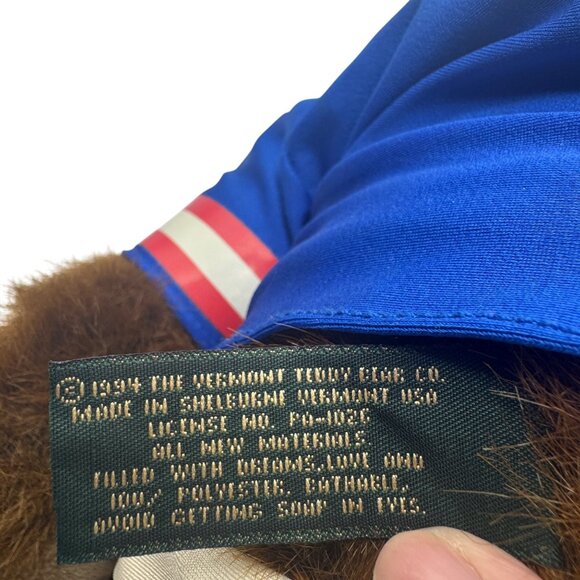 © 1994 THE VERMONT TEDDY BEAR CO.
MADE IN SHELBURNE VERMONT USA
LICENSE NO. PA-1026
ALL NEW MATERIALS
FILLED WITH DREAMS, LOVE AND
100% POLYESTER. BATHABLE,
AVOID GETTING SOAP IN EYES.